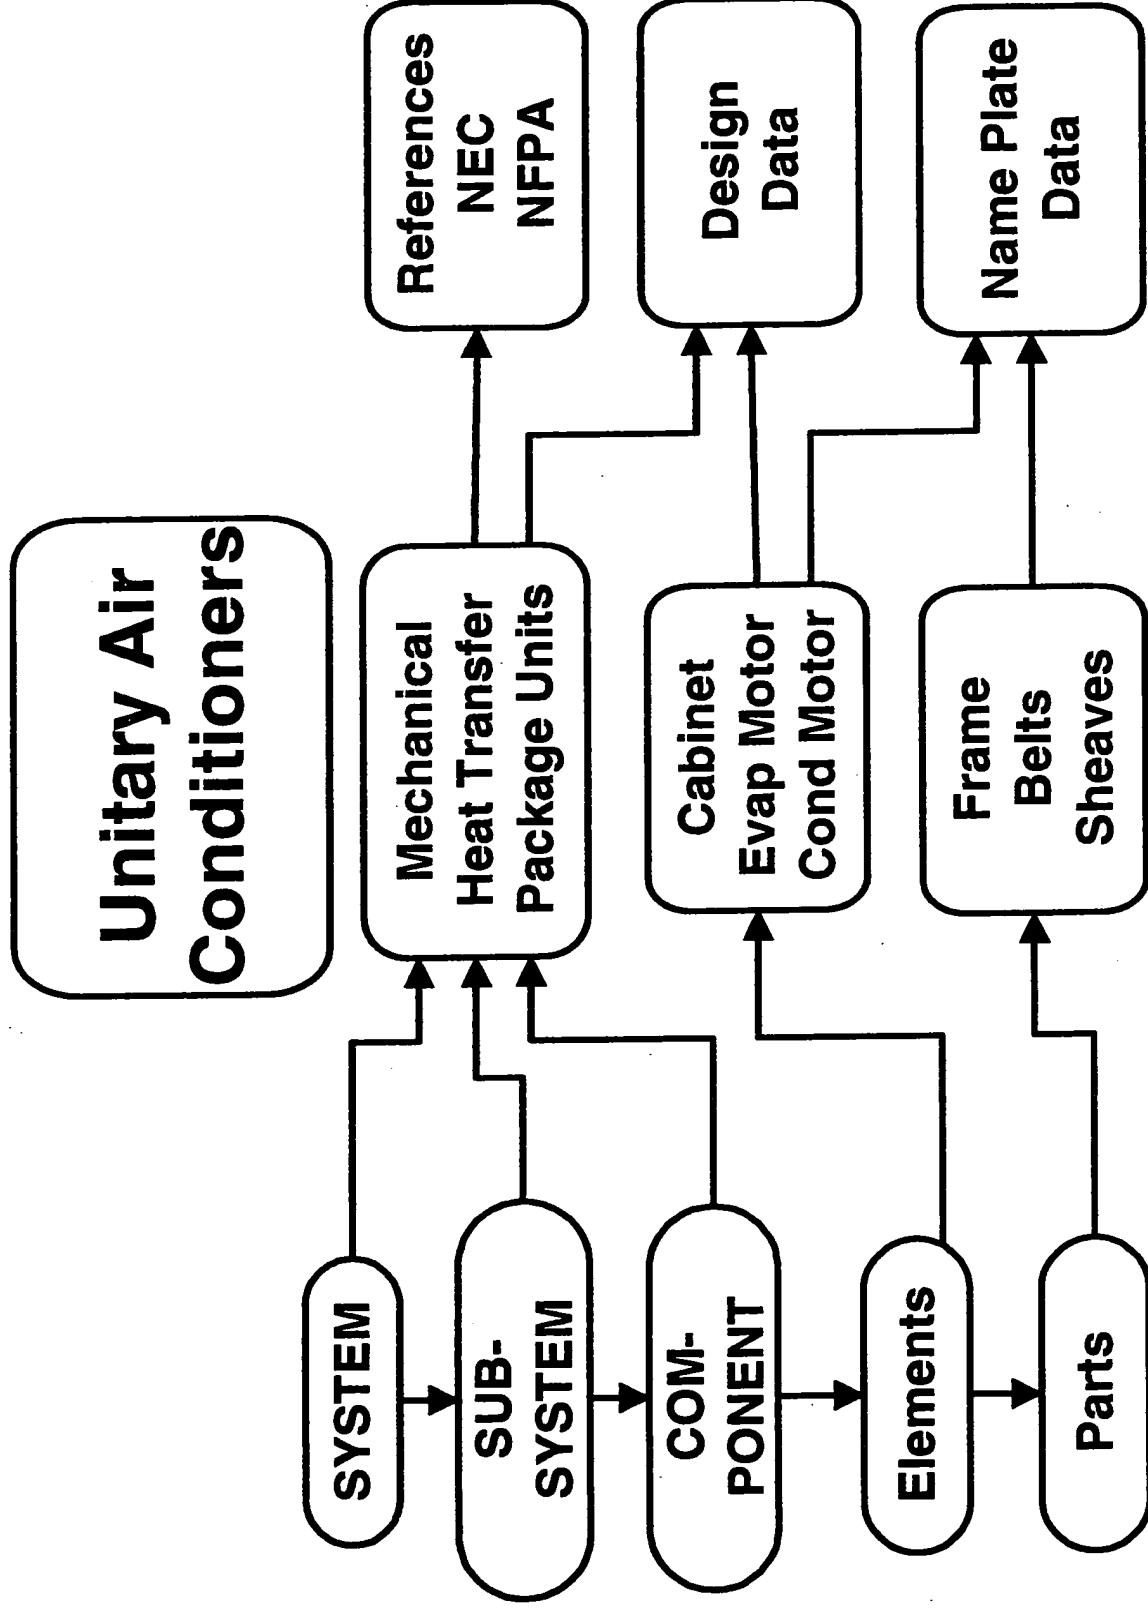 Unitary Air
Conditioners
SYSTEM
SUB-
SYSTEM
COM-
PONENT
Elements
Parts
Mechanical
Heat Transfer
Package Units
Cabinet
Evap Motor
Cond Motor
Frame
Belts
Sheaves
References
NEC
NFPA
Design
Data
Name Plate
Data